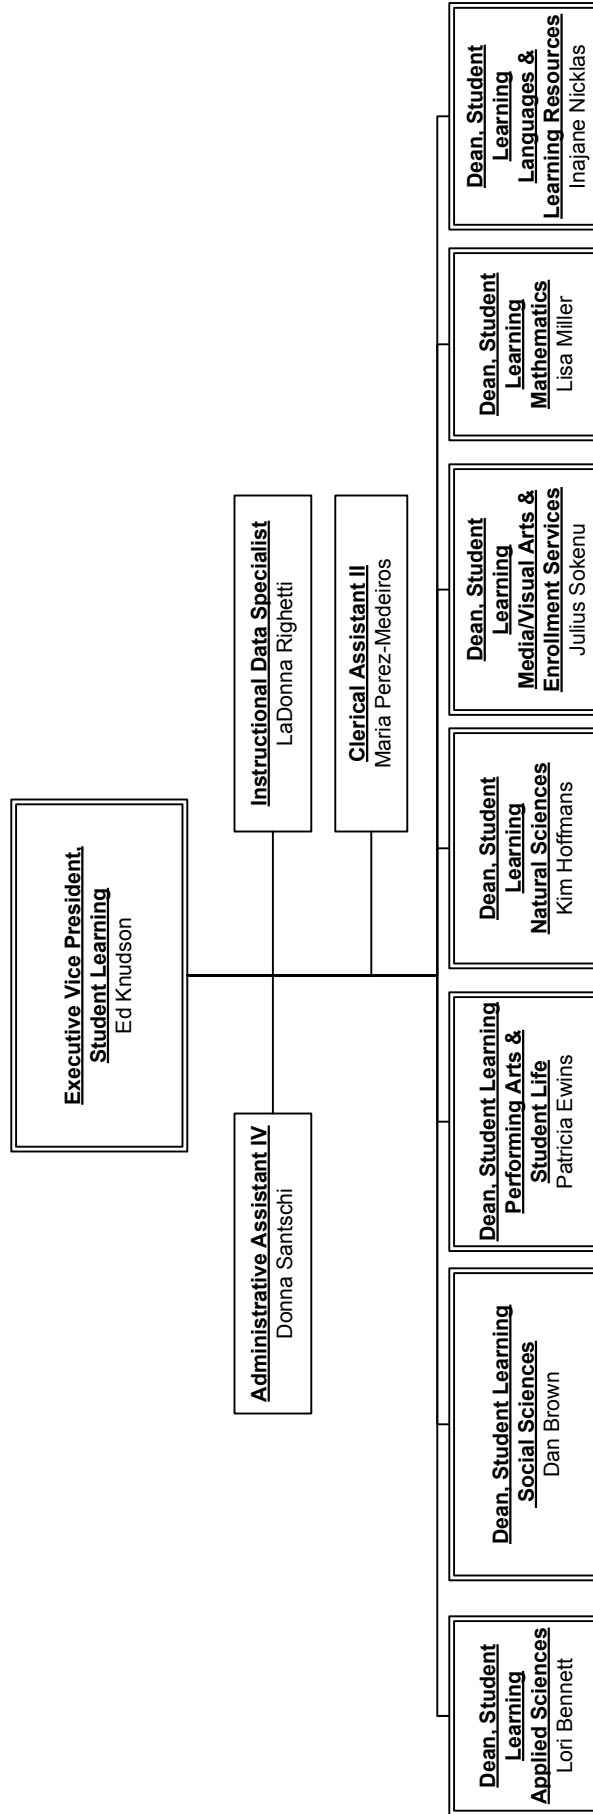 Executive Vice President,
Student Learning
Ed Knudson
Administrative Assistant IV
Donna Santschi
Instructional Data Specialist
LaDonna Righetti
Clerical Assistant II
Maria Perez-Medeiros
Dean, Student
Learning
Applied Sciences
Lori Bennett
Dean, Student Learning
Social Sciences
Dan Brown
Dean, Student Learning
Performing Arts &
Student Life
Patricia Ewins
Dean, Student
Learning
Natural Sciences
Kim Hoffmans
Dean, Student
Learning
Media/Visual Arts &
Enrollment Services
Julius Sokenu
Dean, Student
Learning
Mathematics
Lisa Miller
Dean, Student
Learning
Languages &
Learning Resources
Inajane Nicklas